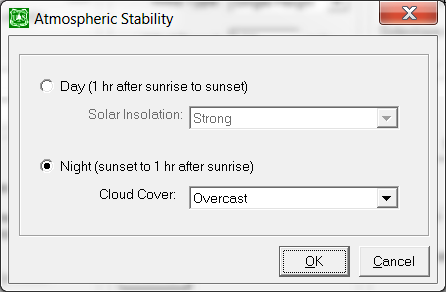 Atmospheric Stability
Day (1 hr after sunrise to sunset)
Solar Insolation: Strong
Night (sunset to 1 hr after sunrise)
Cloud Cover: Overcast
OK Cancel